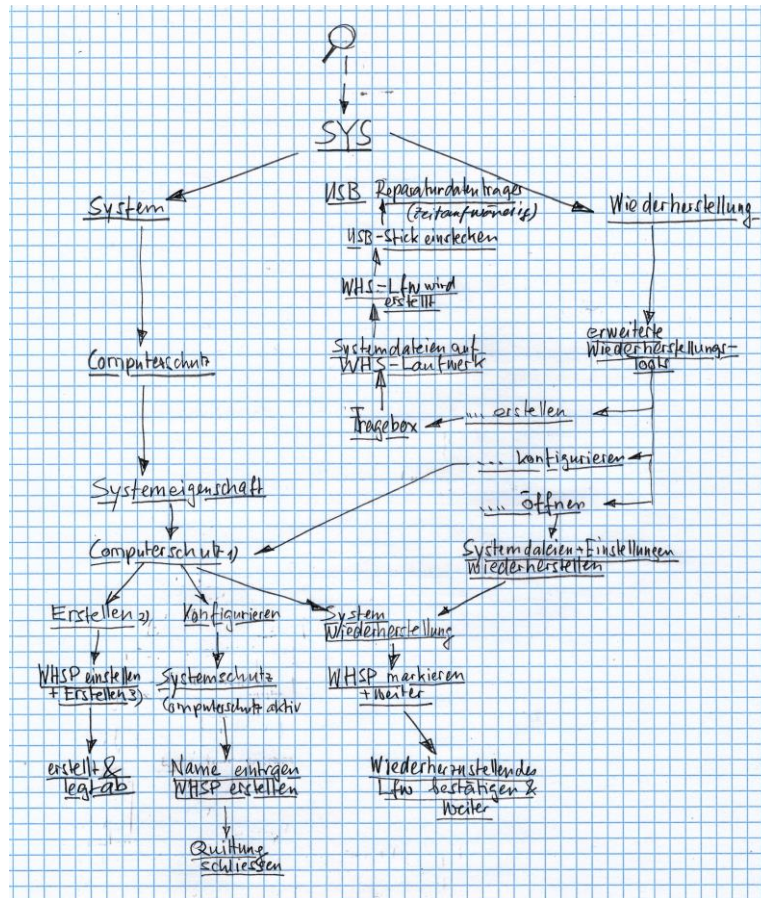 SYS
USB Reparaturdatenträger
(zeitaufwändig)
System
Wiederherstellung
USB-Stick einstecken
WHS-Lfw wird
erstellt
erweiterte
Wiederherstellungs-
Tools
Systemdateien auf
WHS-Laufwerk
Computerschutz
.... erstellen
Fragebox
.... konfigurieren
Systemeigenschaft
.... öffnen
Computerschutz 1)
Systemdateien + Einstellungen
wiederherstellen
Erstellen 2)
Konfigurieren
System
Wiederherstellung
WHSP einstellen
+ Erstellen 3)
Systemschutz
Computerschutz aktiv
WHSP markieren
+ weiter
erstellt &
legt ab
Name eintrgen
WHSP erstellen
Wiederherzustellendes
Lfw bestätigen &
Weiter
Quittung
schliessen